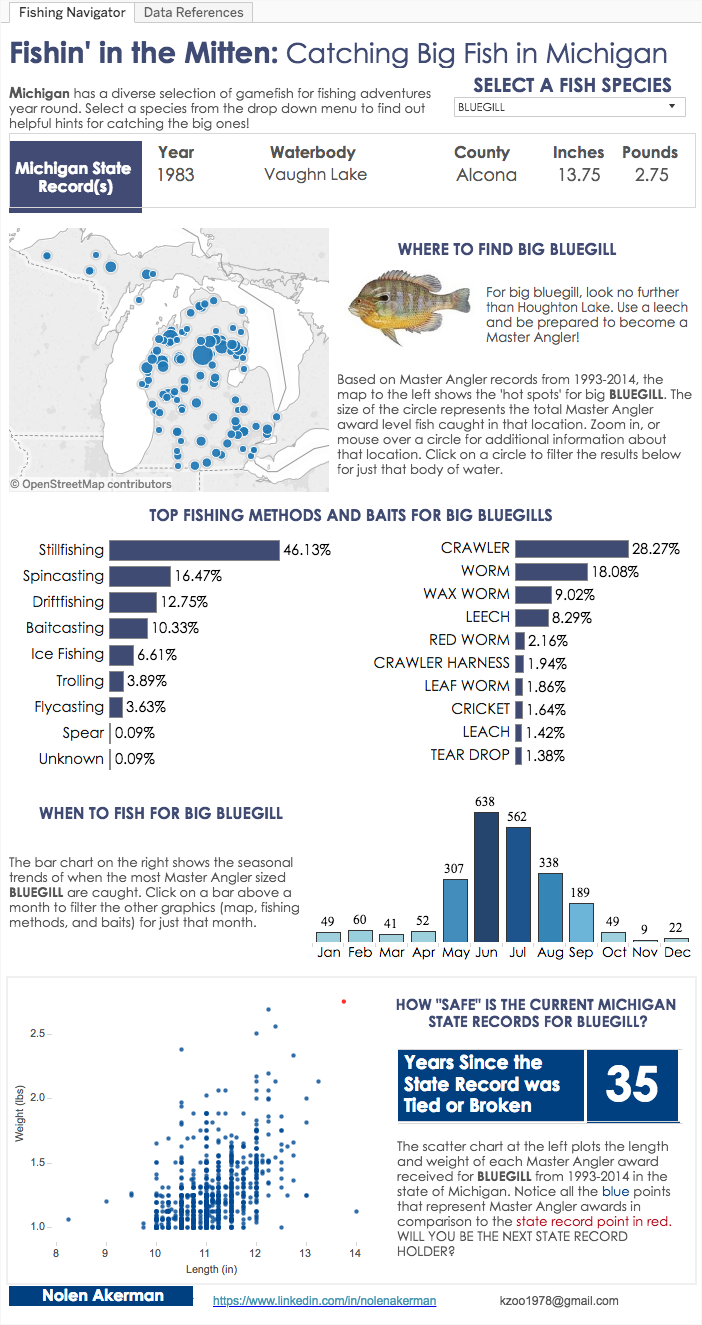 Fishing Navigator
Data References
Fishin' in the Mitten: Catching Big Fish in Michigan
Michigan has a diverse selection of gamefish for fishing adventures
year round. Select a species from the drop down menu to find out
helpful hints for catching the big ones!
SELECT A FISH SPECIES
BLUEGILL
Michigan State
Record(s)
Year Waterbody County Inches Pounds
1983 Vaughn Lake Alcona 13.75 2.75
© OpenStreetMap contributors
WHERE TO FIND BIG BLUEGILL
For big bluegill, look no further
than Houghton Lake. Use a leech
and be prepared to become a
Master Angler!
Based on Master Angler records from 1993-2014, the
map to the left shows the 'hot spots' for big BLUEGILL. The
size of the circle represents the total Master Angler
award level fish caught in that location. Zoom in, or
mouse over a circle for additional information about
that location. Click on a circle to filter the results below
for just that body of water.
TOP FISHING METHODS AND BAITS FOR BIG BLUEGILLS
Stillfishing 46.13%
Spincasting 16.47%
Driftfishing 12.75%
Baitcasting 10.33%
Ice Fishing 6.61%
Trolling 3.89%
Flycasting 3.63%
Spear 0.09%
Unknown 0.09%
CRAWLER 28.27%
WORM 18.08%
WAX WORM 9.02%
LEECH 8.29%
RED WORM 2.16%
CRAWLER HARNESS 1.94%
LEAF WORM 1.86%
CRICKET 1.64%
LEACH 1.42%
TEAR DROP 1.38%
WHEN TO FISH FOR BIG BLUEGILL
The bar chart on the right shows the seasonal
trends of when the most Master Angler sized
BLUEGILL are caught. Click on a bar above a
month to filter the other graphics (map, fishing
methods, and baits) for just that month.
49 60 41 52 307 638 562 338 189 49 9 22
Jan Feb Mar Apr May Jun Jul Aug Sep Oct Nov Dec
Weight (lbs)
2.5
2.0
1.5
1.0
8 9 10 11 12 13 14
Length (in)
HOW "SAFE" IS THE CURRENT MICHIGAN
STATE RECORDS FOR BLUEGILL?
Years Since the
State Record was
Tied or Broken
35
The scatter chart at the left plots the length
and weight of each Master Angler award
received for BLUEGILL from 1993-2014 in the
state of Michigan. Notice all the blue points
that represent Master Angler awards in
comparison to the state record point in red.
WILL YOU BE THE NEXT STATE RECORD
HOLDER?
Nolen Akerman
https://www.linkedin.com/in/nolenakerman
kzoo1978@gmail.com